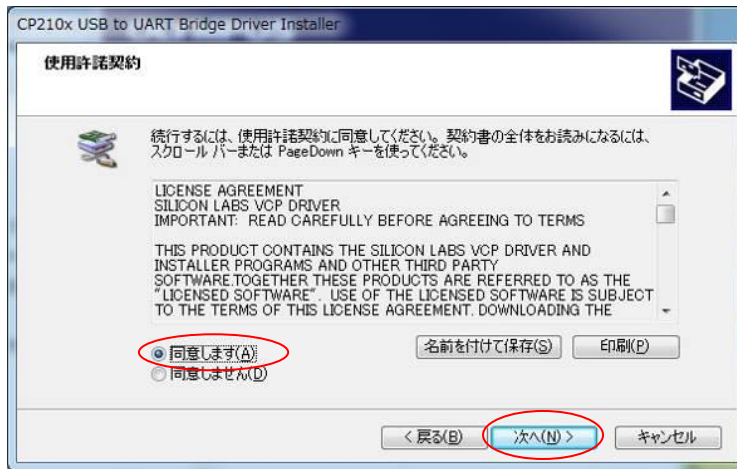 CP210x USB to UART Bridge Driver Installer
使用許諾契約
続行するには、使用許諾契約に同意してください。契約書の全体をお読みになるには、
スクロール バーまたは PageDown キーを使ってください。
LICENSE AGREEMENT
SILICON LABS VCP DRIVER
IMPORTANT: READ CAREFULLY BEFORE AGREEING TO TERMS
THIS PRODUCT CONTAINS THE SILICON LABS VCP DRIVER AND
INSTALLER PROGRAMS AND OTHER THIRD PARTY
SOFTWARE.TOGETHER THESE PRODUCTS ARE REFERRED TO AS THE
"LICENSED SOFTWARE". USE OF THE LICENSED SOFTWARE IS SUBJECT
TO THE TERMS OF THIS LICENSE AGREEMENT. DOWNLOADING THE
同意します(A)
名前を付けて保存(S) 印刷(P)
同意しません(D)
< 戻る(B) 次へ(N) > キャンセル